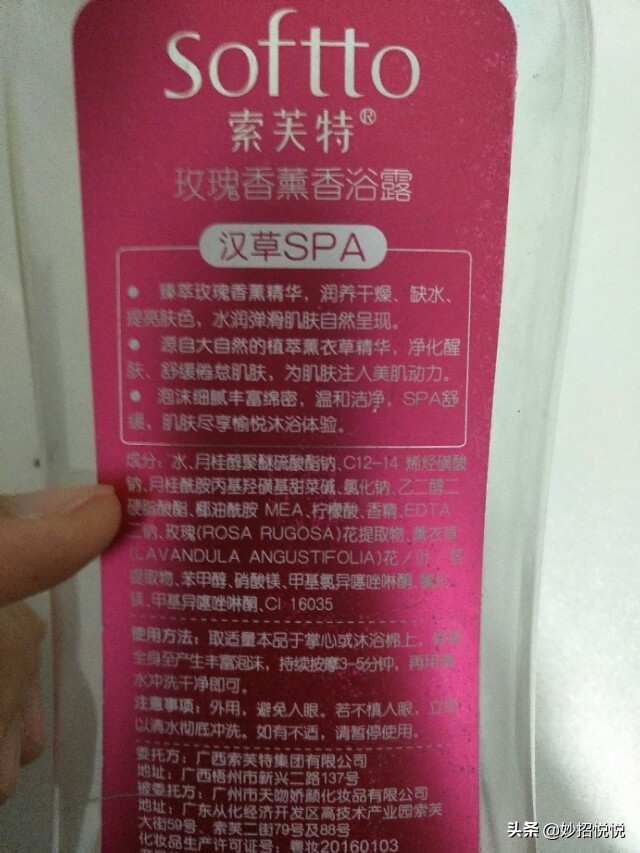 softto
索芙特®
玫瑰香薰香浴露
汉草SPA
● 臻萃玫瑰香薰精华，润养干燥、缺水、
提亮肤色，水润弹滑肌肤自然呈现。
● 源自大自然的植萃薰衣草精华，净化醒
肤、舒缓倦怠肌肤，为肌肤注入美肌动力。
● 泡沫细腻丰富绵密，温和洁净，SPA舒
缓，肌肤尽享愉悦沐浴体验。
成分：水、月桂醇聚醚硫酸酯钠、C12-14 烯烃磺酸
钠、月桂酰胺丙基羟磺基甜菜碱、氯化钠、乙二醇二
硬脂酸酯、椰油酰胺 MEA、柠檬酸、香精、EDTA
二钠、玫瑰(ROSA RUGOSA)花提取物、薰衣草
(LAVANDULA ANGUSTIFOLIA)花/叶/茎
提取物、苯甲醇、硝酸镁、甲基氯异噻唑啉酮、氯化
镁、甲基异噻唑啉酮、CI 16035
使用方法：取适量本品于掌心或沐浴棉上，
全身至产生丰富泡沫，持续按摩3-5分钟，再用清
水冲洗干净即可。
注意事项：外用，避免入眼。若不慎入眼，立即
以清水彻底冲洗。如有不适，请暂停使用。
委托方：广西索芙特集团有限公司
地址：广西梧州市新兴二路137号
被委托方：广州市天吻娇颜化妆品有限公司
地址：广东从化经济开发区高技术产业园索芙
大街59号、索芙二街79号及88号
化妆品生产许可证号：粤妆20160103
头条 @妙招悦悦